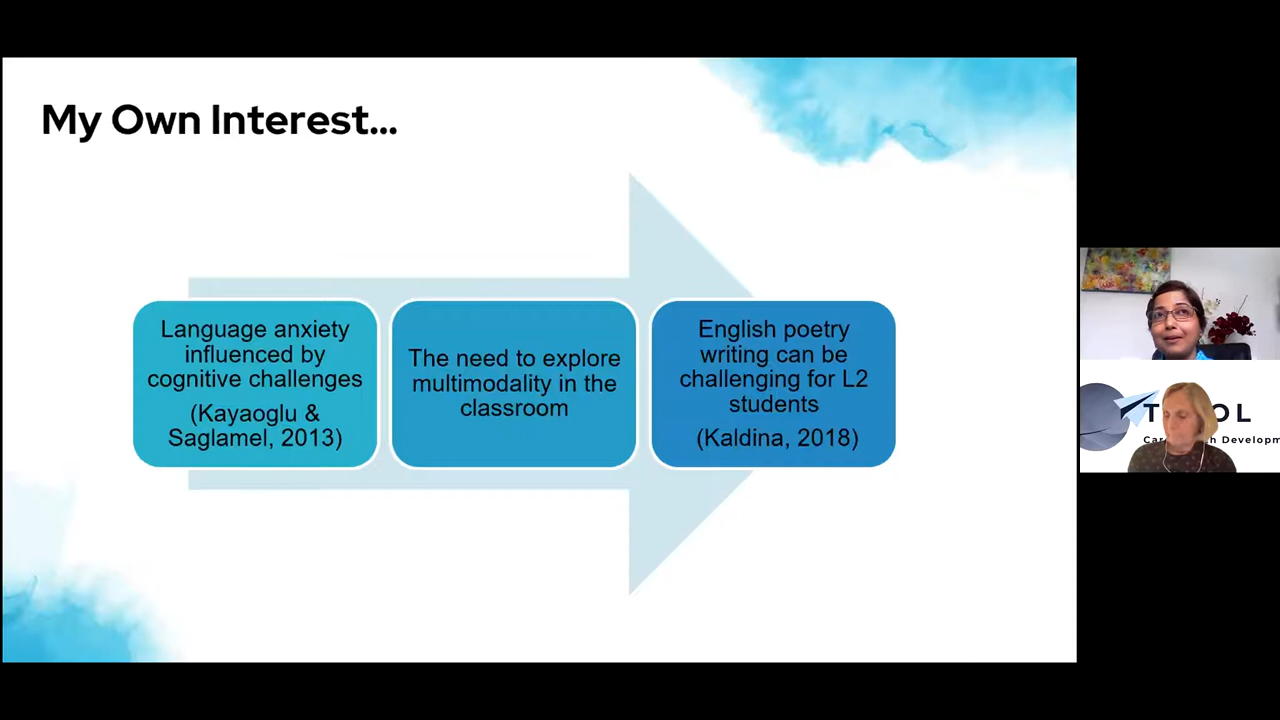 My Own Interest...
Language anxiety
influenced by
cognitive challenges
(Kayaoglu &
Saglamel, 2013)
The need to explore
multimodality in the
classroom
English poetry
writing can be
challenging for L2
students
(Kaldina, 2018)